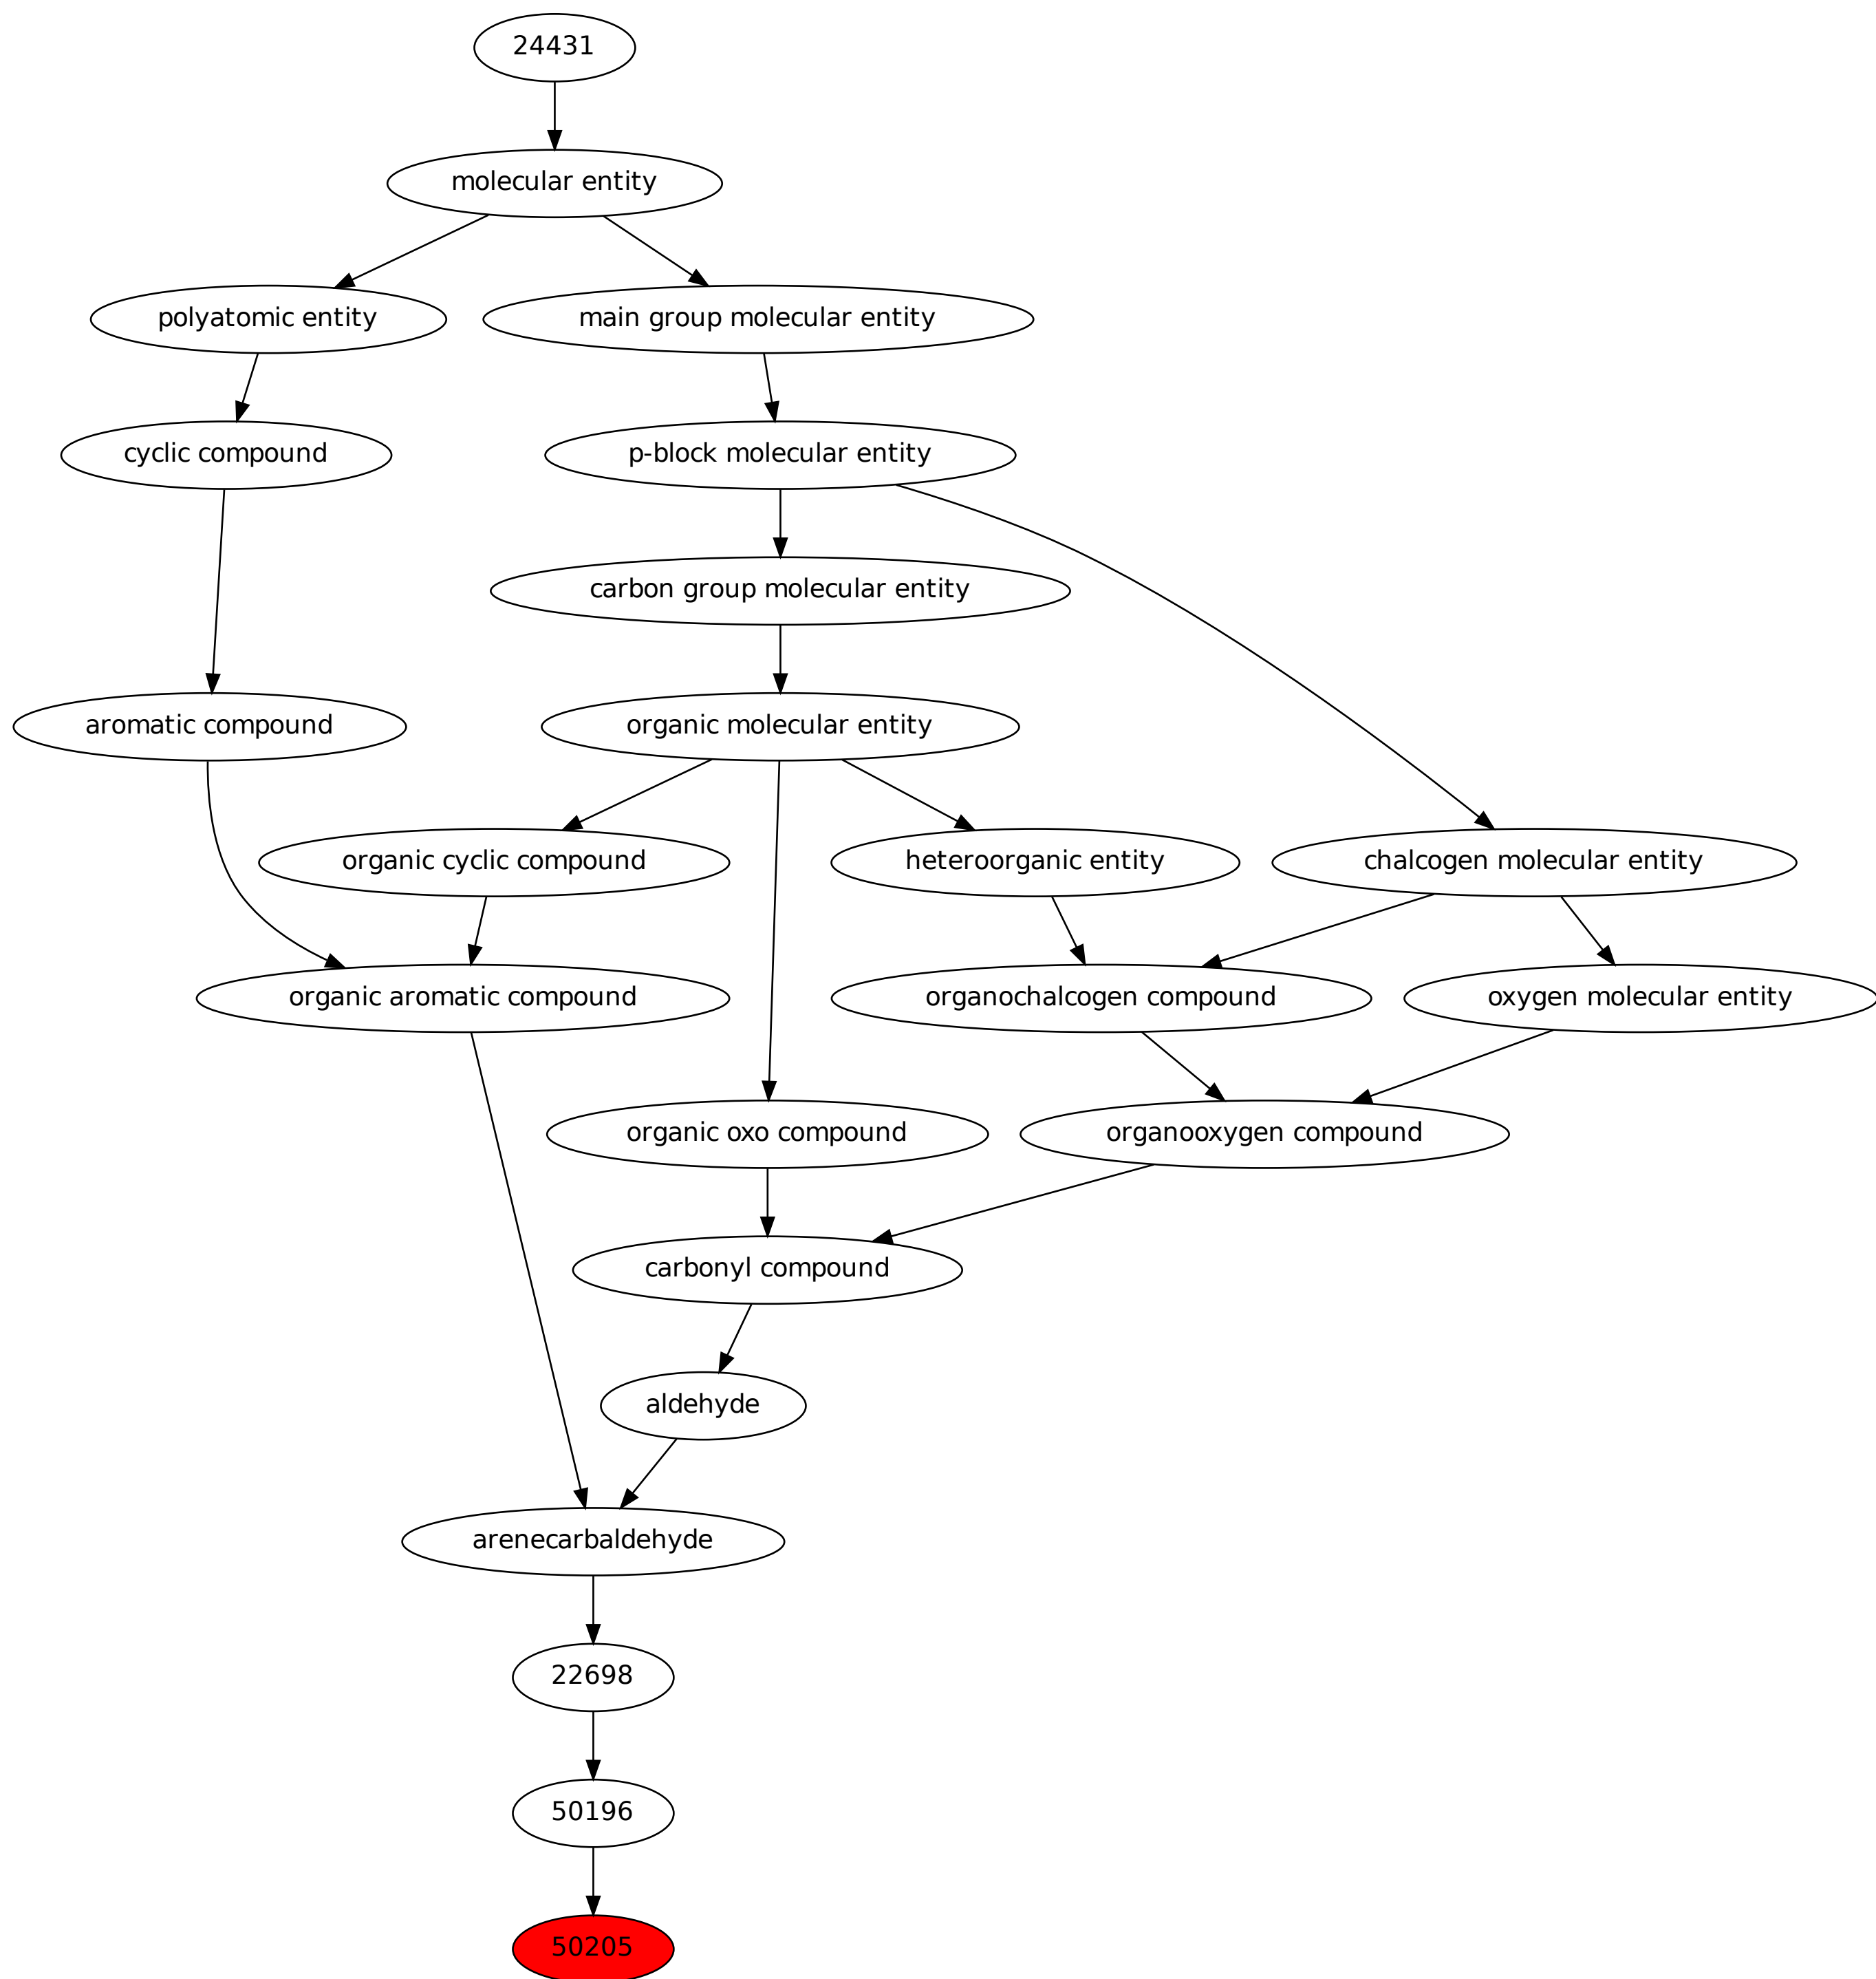 24431
molecular entity
polyatomic entity
main group molecular entity
cyclic compound
p-block molecular entity
carbon group molecular entity
aromatic compound
organic molecular entity
organic cyclic compound
heteroorganic entity
chalcogen molecular entity
organic aromatic compound
organochalcogen compound
oxygen molecular entity
organic oxo compound
organooxygen compound
carbonyl compound
aldehyde
arenecarbaldehyde
22698
50196
50205